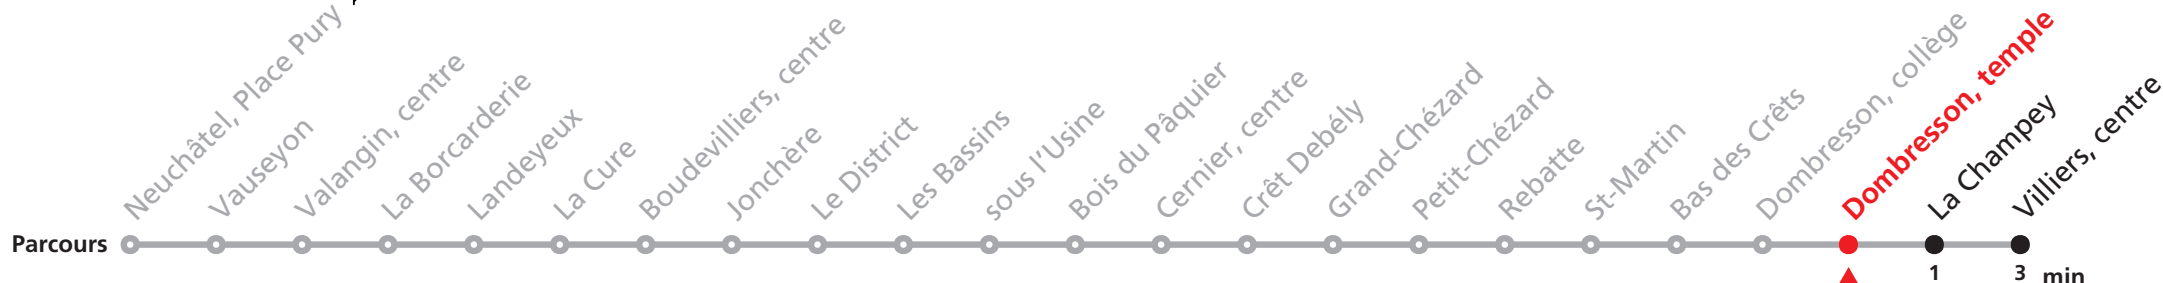 Neuchâtel, Place Pury
Vauseyon
Valangin, centre
La Borcarderie
Landeyeux
La Cure
Boudevilliers, centre
Jonchère
Le District
Les Bassins
sous l'Usine
Bois du Pâquier
Cernier, centre
Crêt Debély
Grand-Chézard
Petit-Chézard
Rebatte
St-Martin
Bas des Crêts
Dombresson, collège
Dombresson, temple
La Champey
Villiers, centre
Parcours
1 3 min